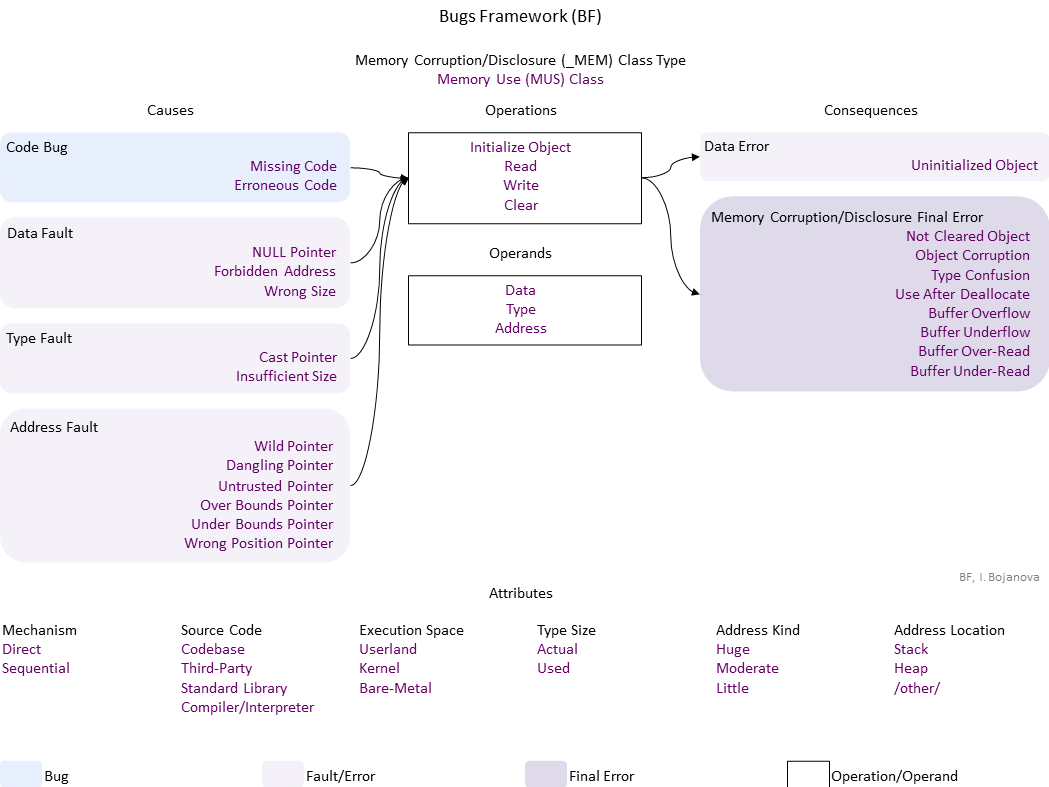 Bugs Framework (BF)
Memory Corruption/Disclosure (_MEM) Class Type
Memory Use (MUS) Class
Causes
Operations
Consequences
Code Bug
Missing Code
Erroneous Code
Data Fault
NULL Pointer
Forbidden Address
Wrong Size
Type Fault
Cast Pointer
Insufficient Size
Address Fault
Wild Pointer
Dangling Pointer
Untrusted Pointer
Over Bounds Pointer
Under Bounds Pointer
Wrong Position Pointer
Initialize Object
Read
Write
Clear
Operands
Data
Type
Address
Data Error
Uninitialized Object
Memory Corruption/Disclosure Final Error
Not Cleared Object
Object Corruption
Type Confusion
Use After Deallocate
Buffer Overflow
Buffer Underflow
Buffer Over-Read
Buffer Under-Read
BF, I. Bojanova
Attributes
Mechanism
Direct
Sequential
Source Code
Codebase
Third-Party
Standard Library
Compiler/Interpreter
Execution Space
Userland
Kernel
Bare-Metal
Type Size
Actual
Used
Address Kind
Huge
Moderate
Little
Address Location
Stack
Heap
/other/
Bug
Fault/Error
Final Error
Operation/Operand